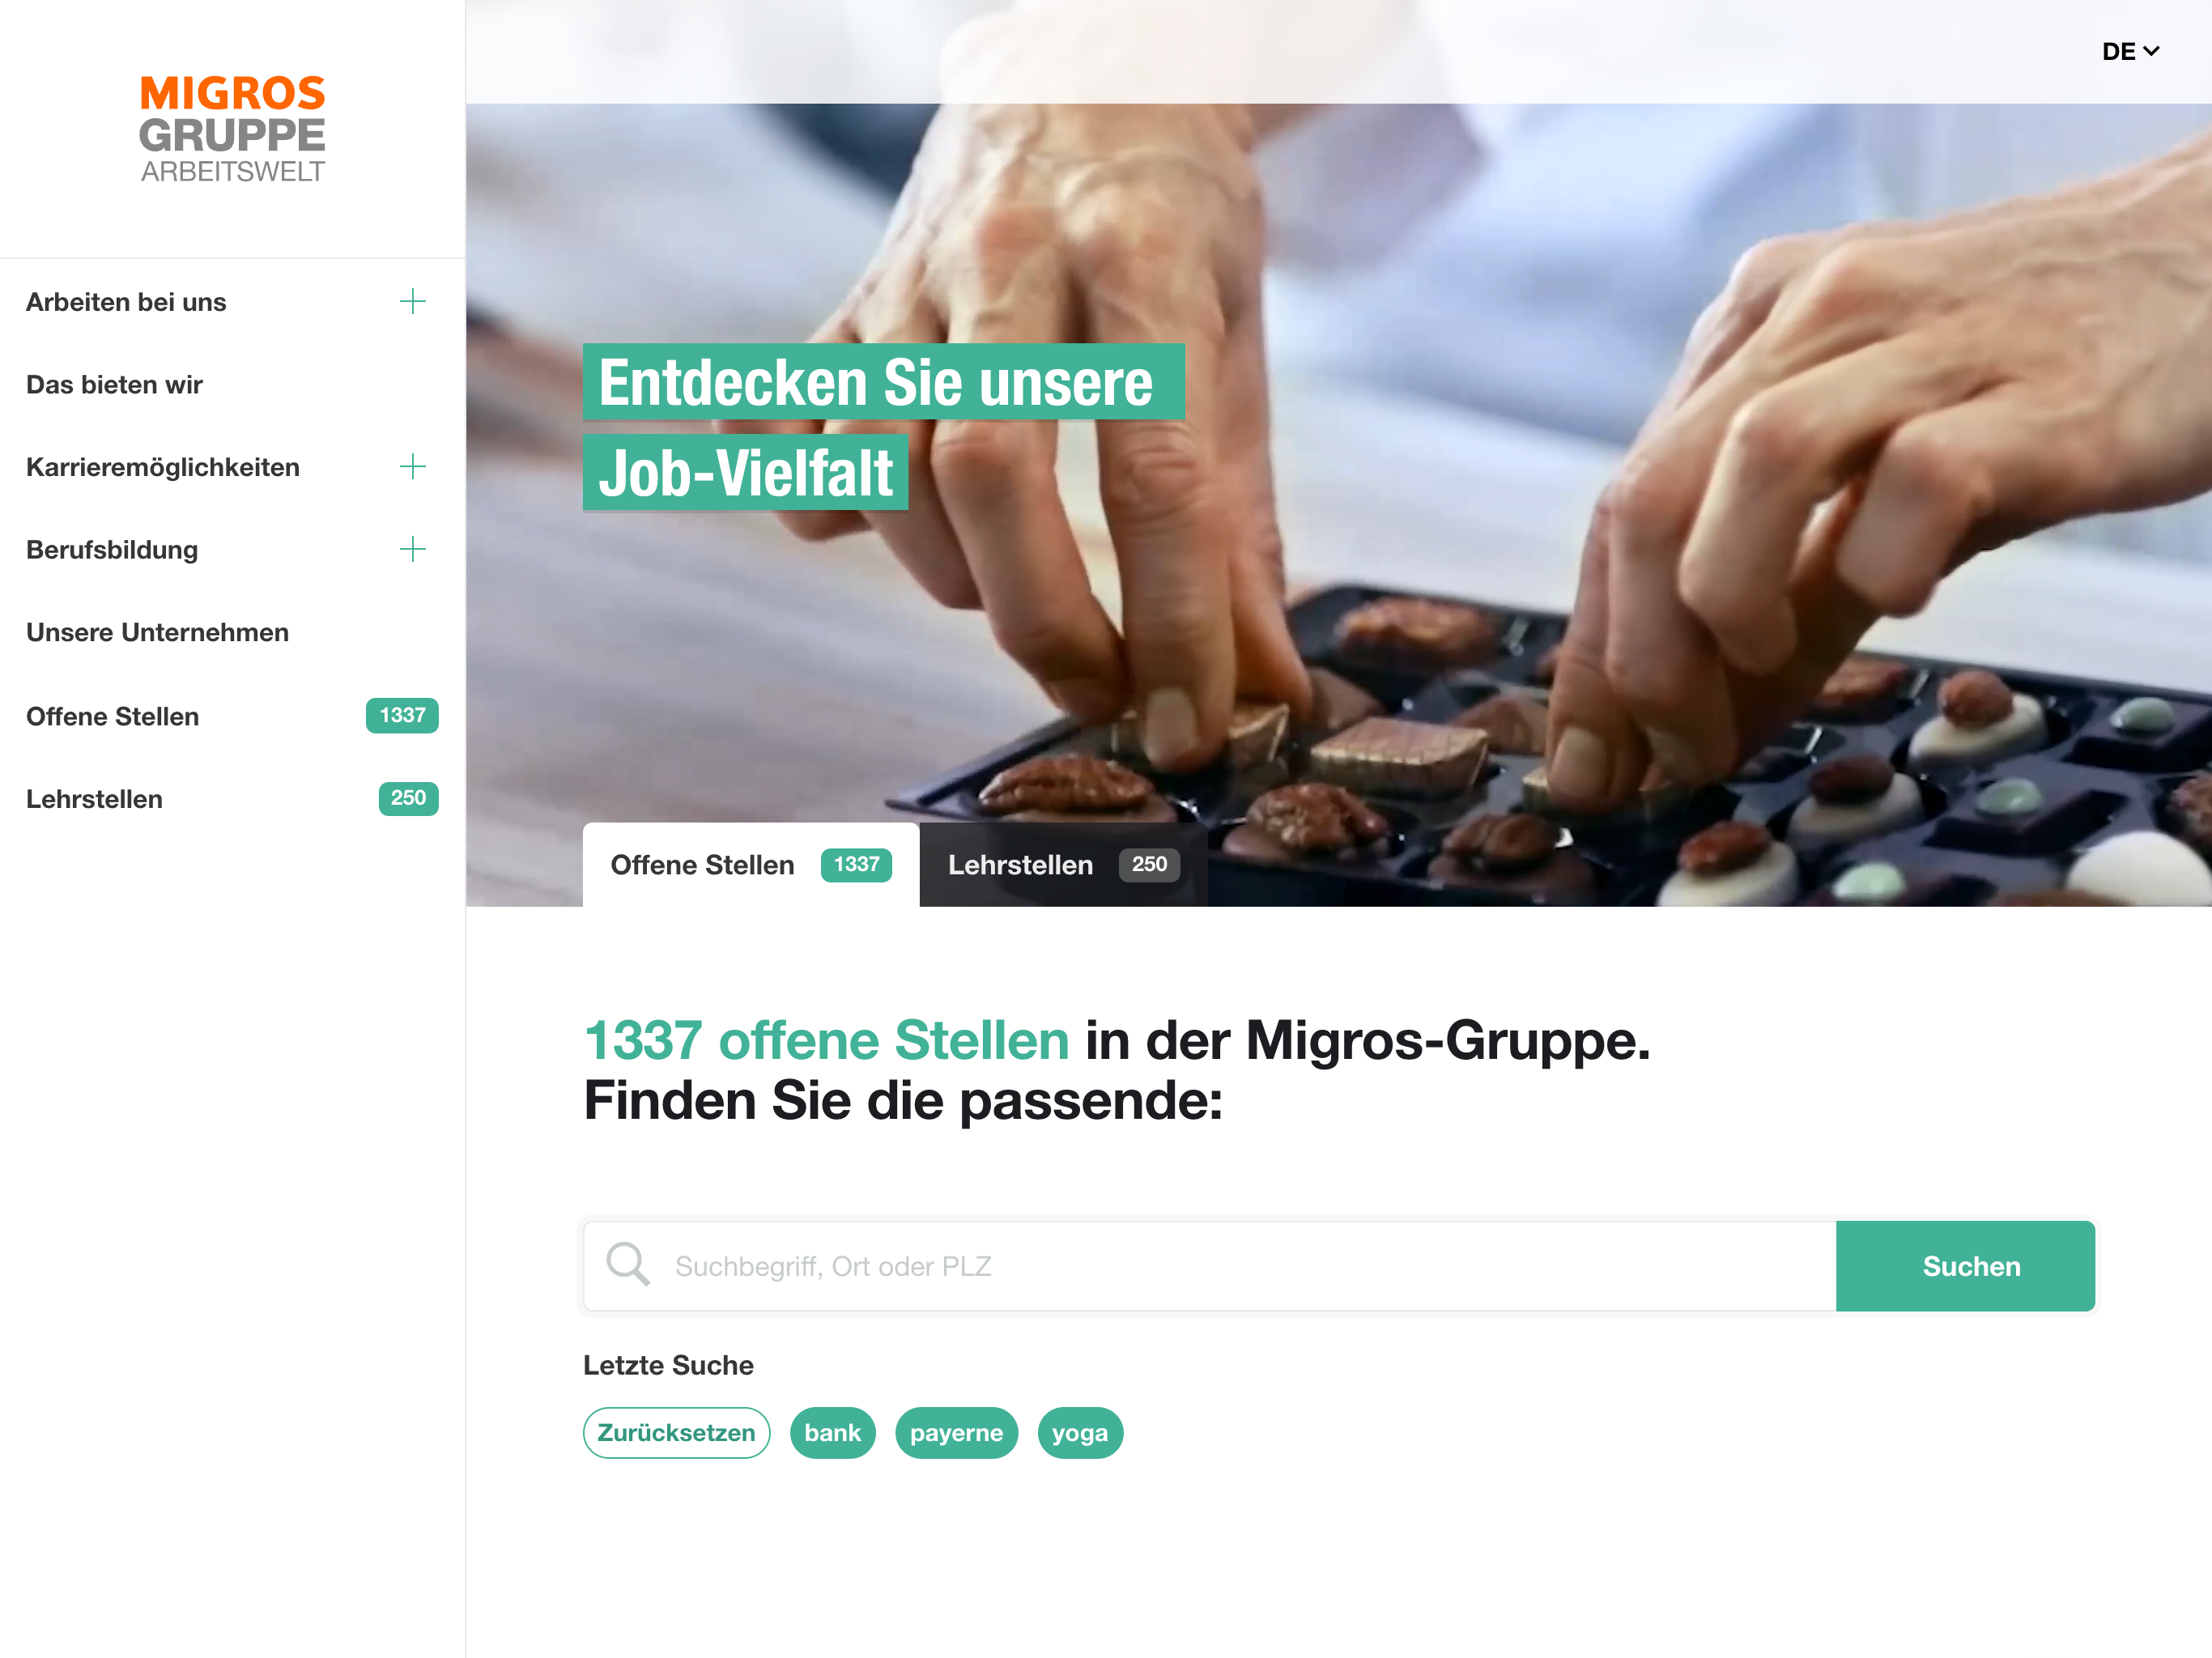 MIGROS
GRUPPE
ARBEITSWELT
Arbeiten bei uns
Das bieten wir
Karrieremöglichkeiten
Berufsbildung
Unsere Unternehmen
Offene Stellen 1337
Lehrstellen 250
DE
Entdecken Sie unsere
Job-Vielfalt
Offene Stellen 1337 Lehrstellen 250
1337 offene Stellen in der Migros-Gruppe.
Finden Sie die passende:
Suchbegriff, Ort oder PLZ Suchen
Letzte Suche
Zurücksetzen bank payerne yoga